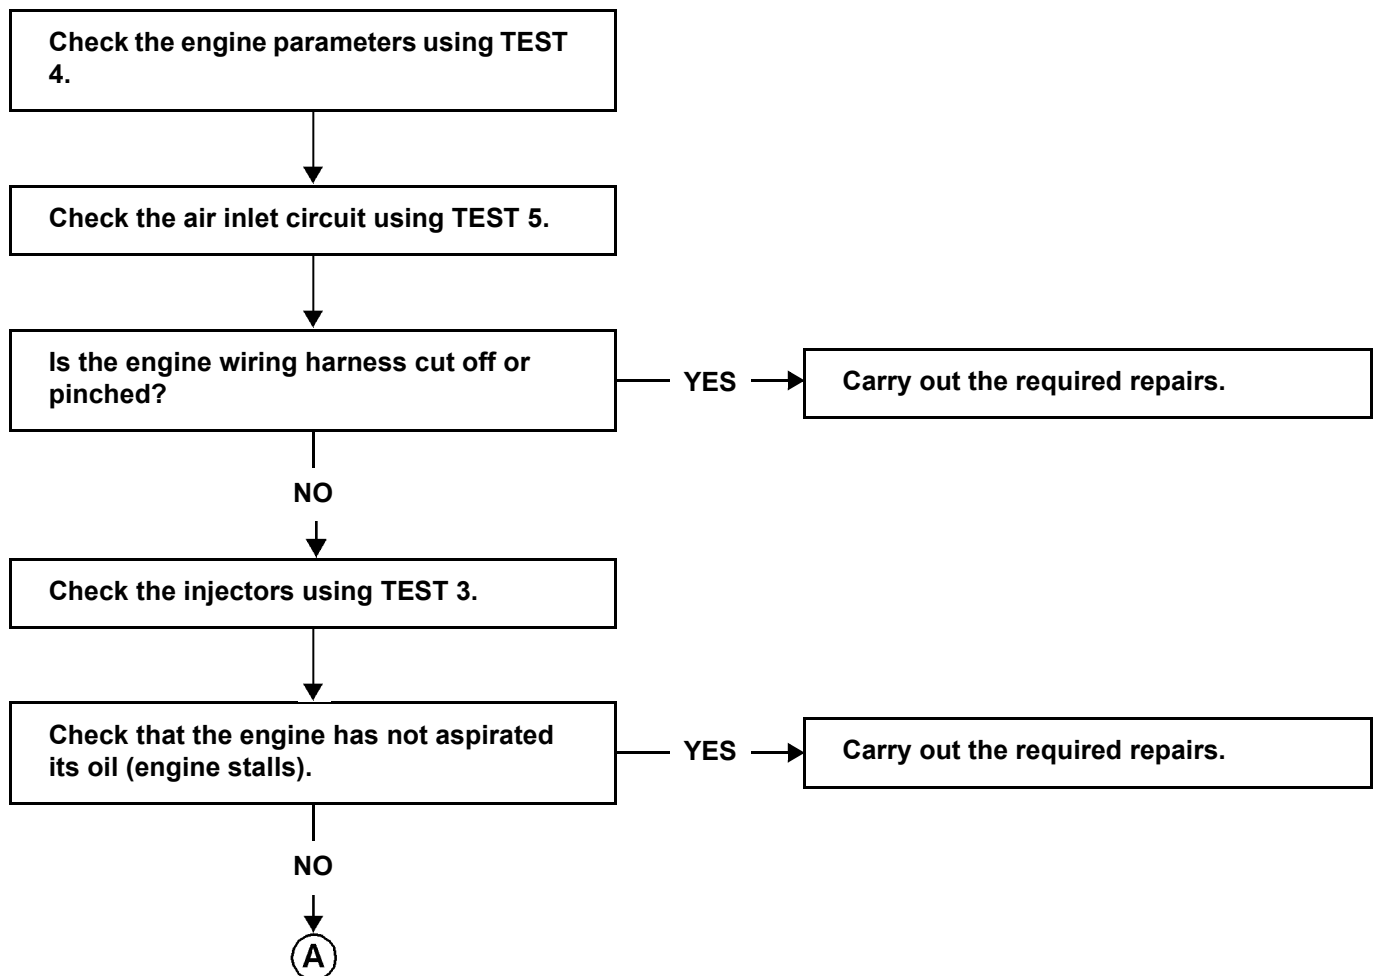 Check the engine parameters using TEST
4.
Check the air inlet circuit using TEST 5.
Is the engine wiring harness cut off or
pinched?
YES
Carry out the required repairs.
NO
Check the injectors using TEST 3.
Check that the engine has not aspirated
its oil (engine stalls).
YES
Carry out the required repairs.
NO
A